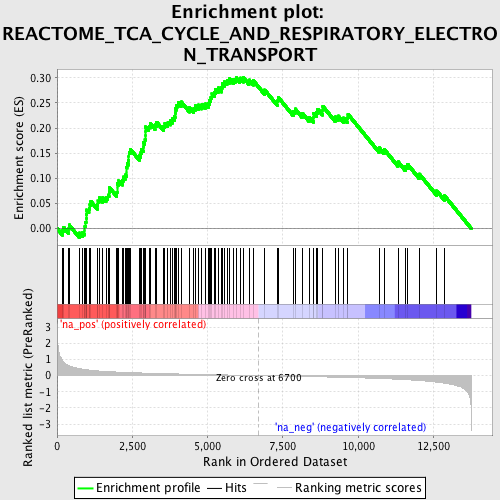 Enrichment plot:
REACTOME_TCA_CYCLE_AND_RESPIRATORY_ELECTRO
N_TRANSPORT
Enrichment score (ES)
0.30
0.25
0.20
0.15
0.10
0.05
0.00
'na_pos' (positively correlated)
Ranked list metric (PreRanked)
3
2
1
0
-1
-2
-3
Zero cross at 6700
'na_neg' (negatively correlated)
0
2,500
5,000
7,500
10,000
12,500
Rank in Ordered Dataset
Enrichment profile
Hits
Ranking metric scores